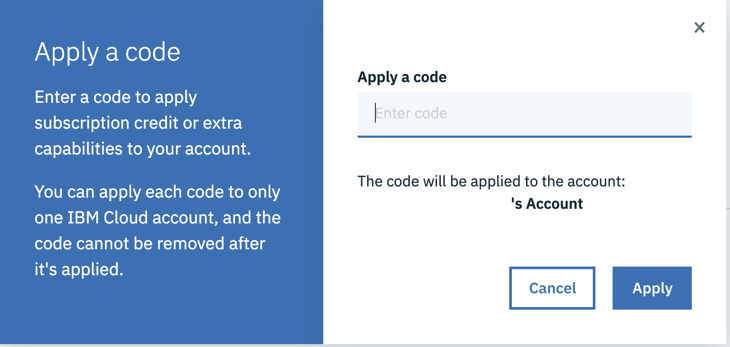 Apply a code
Enter a code to apply
subscription credit or extra
capabilities to your account.
You can apply each code to only
one IBM Cloud account, and the
code cannot be removed after
it's applied.
×
Apply a code
Enter code
The code will be applied to the account:
's Account
Cancel
Apply